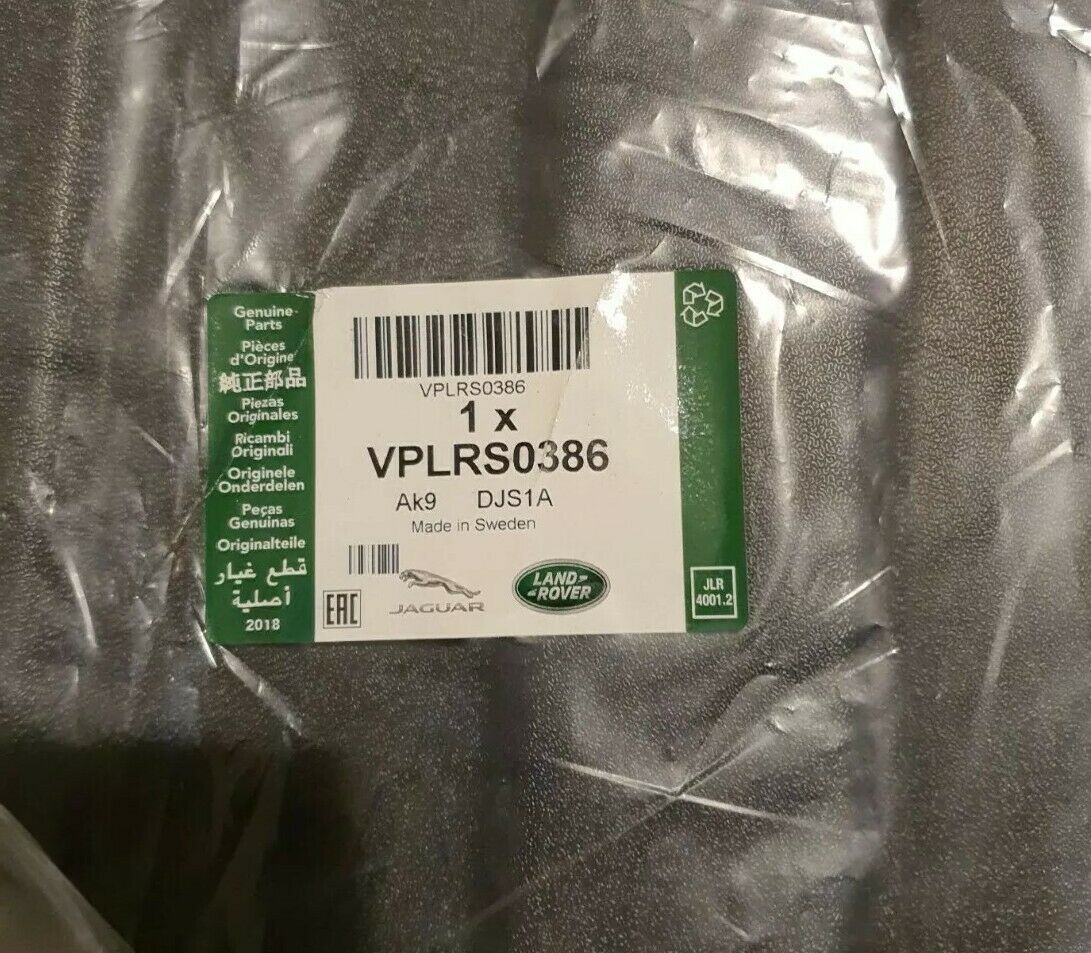 Genuine
Parts
Pièces
d'Origine
純正部品
Piezas
Originales
Ricambi
Originali
Originele
Onderdelen
Peças
Genuinas
Originalteile
قطع غيار
أصلية
2018
VPLRS0386
1 x
VPLRS0386
Ak9 DJS1A
Made in Sweden
EAC
JAGUAR
LAND
ROVER
JLR
4001.2